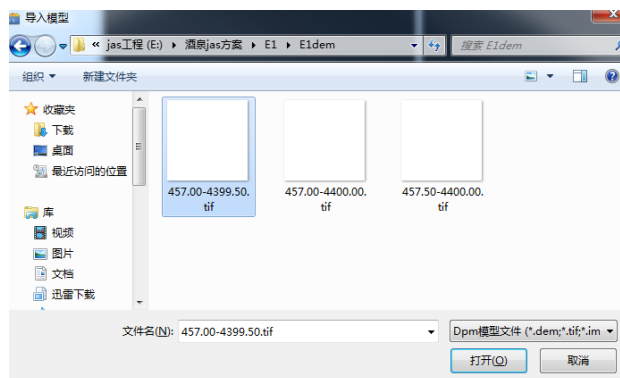 导入模型
« jas工程 (E:) ▸ 酒泉jas方案 ▸ E1 ▸ E1dem
搜索 E1dem
组织 ▼ 新建文件夹
收藏夹
下载
桌面
最近访问的位置
库
视频
图片
文档
迅雷下载
457.00-4399.50.
tif
457.00-4400.00.
tif
457.50-4400.00.
tif
文件名(N): 457.00-4399.50.tif
Dpm模型文件 (*.dem;*.tif;*.im
打开(O) 取消